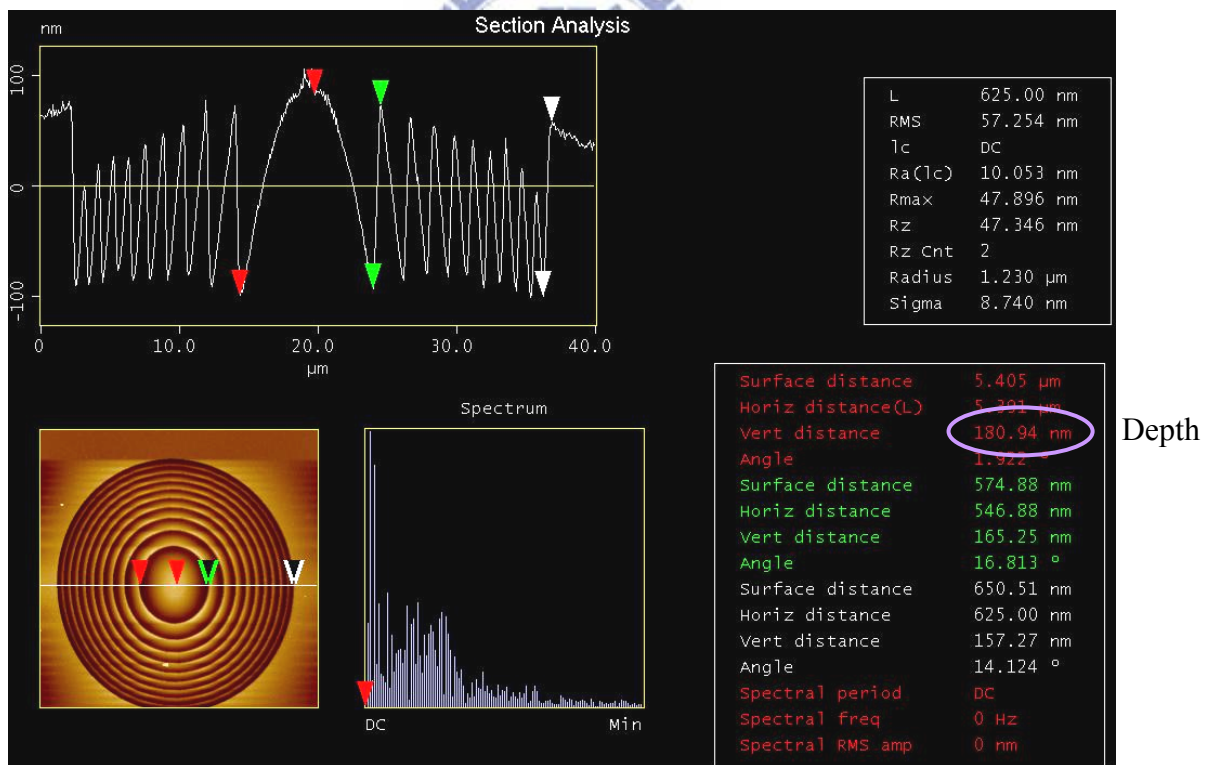 Section Analysis
nm
100
0
-100
0 10.0 20.0 30.0 40.0
µm
L 625.00 nm
RMS 57.254 nm
lc DC
Ra(lc) 10.053 nm
Rmax 47.896 nm
Rz 47.346 nm
Rz Cnt 2
Radius 1.230 µm
Sigma 8.740 nm
Surface distance 5.405 µm
Horiz distance(L) 5.391 µm
Vert distance 180.94 nm
Depth
Angle 1.922 °
Surface distance 574.88 nm
Horiz distance 546.88 nm
Vert distance 165.25 nm
Angle 16.813 °
Surface distance 650.51 nm
Horiz distance 625.00 nm
Vert distance 157.27 nm
Angle 14.124 °
Spectral period DC
Spectral freq 0 Hz
Spectral RMS amp 0 nm
Spectrum
DC Min